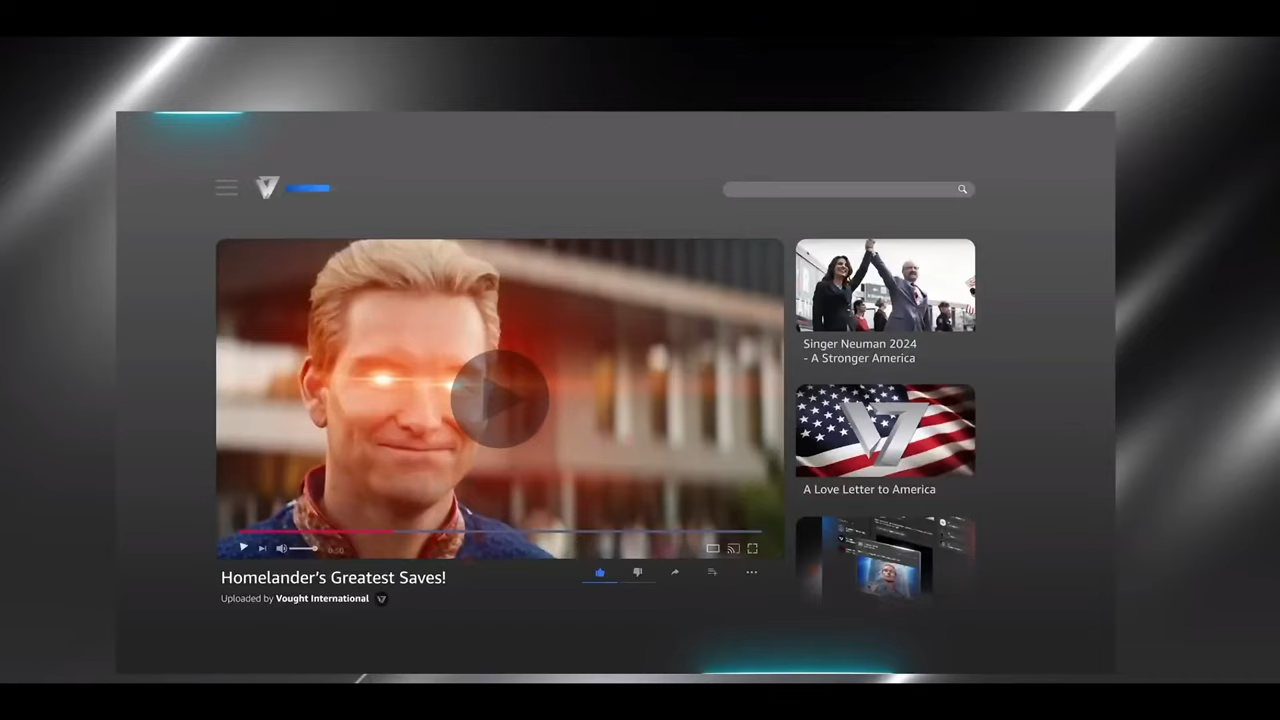 Homelander's Greatest Saves!
Uploaded by Vought International
Singer Neuman 2024
- A Stronger America
A Love Letter to America